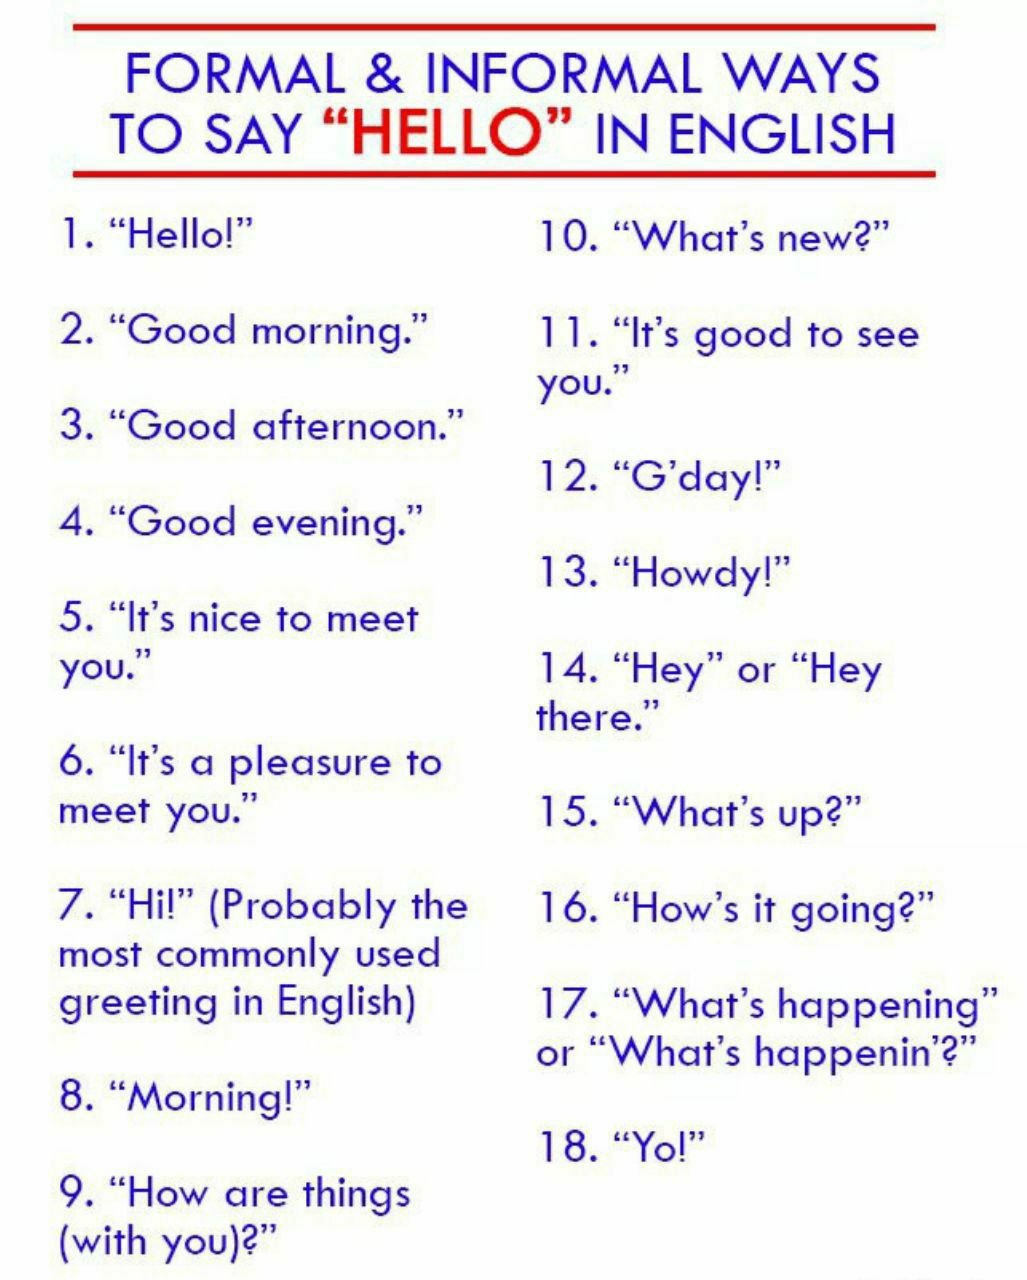 FORMAL & INFORMAL WAYS
TO SAY “HELLO” IN ENGLISH
1. “Hello!”
2. “Good morning.”
3. “Good afternoon.”
4. “Good evening.”
5. “It’s nice to meet
you.”
6. “It’s a pleasure to
meet you.”
7. “Hi!” (Probably the
most commonly used
greeting in English)
8. “Morning!”
9. “How are things
(with you)?”
10. “What’s new?”
11. “It’s good to see
you.”
12. “G’day!”
13. “Howdy!”
14. “Hey” or “Hey
there.”
15. “What’s up?”
16. “How’s it going?”
17. “What’s happening”
or “What’s happenin’?”
18. “Yo!”